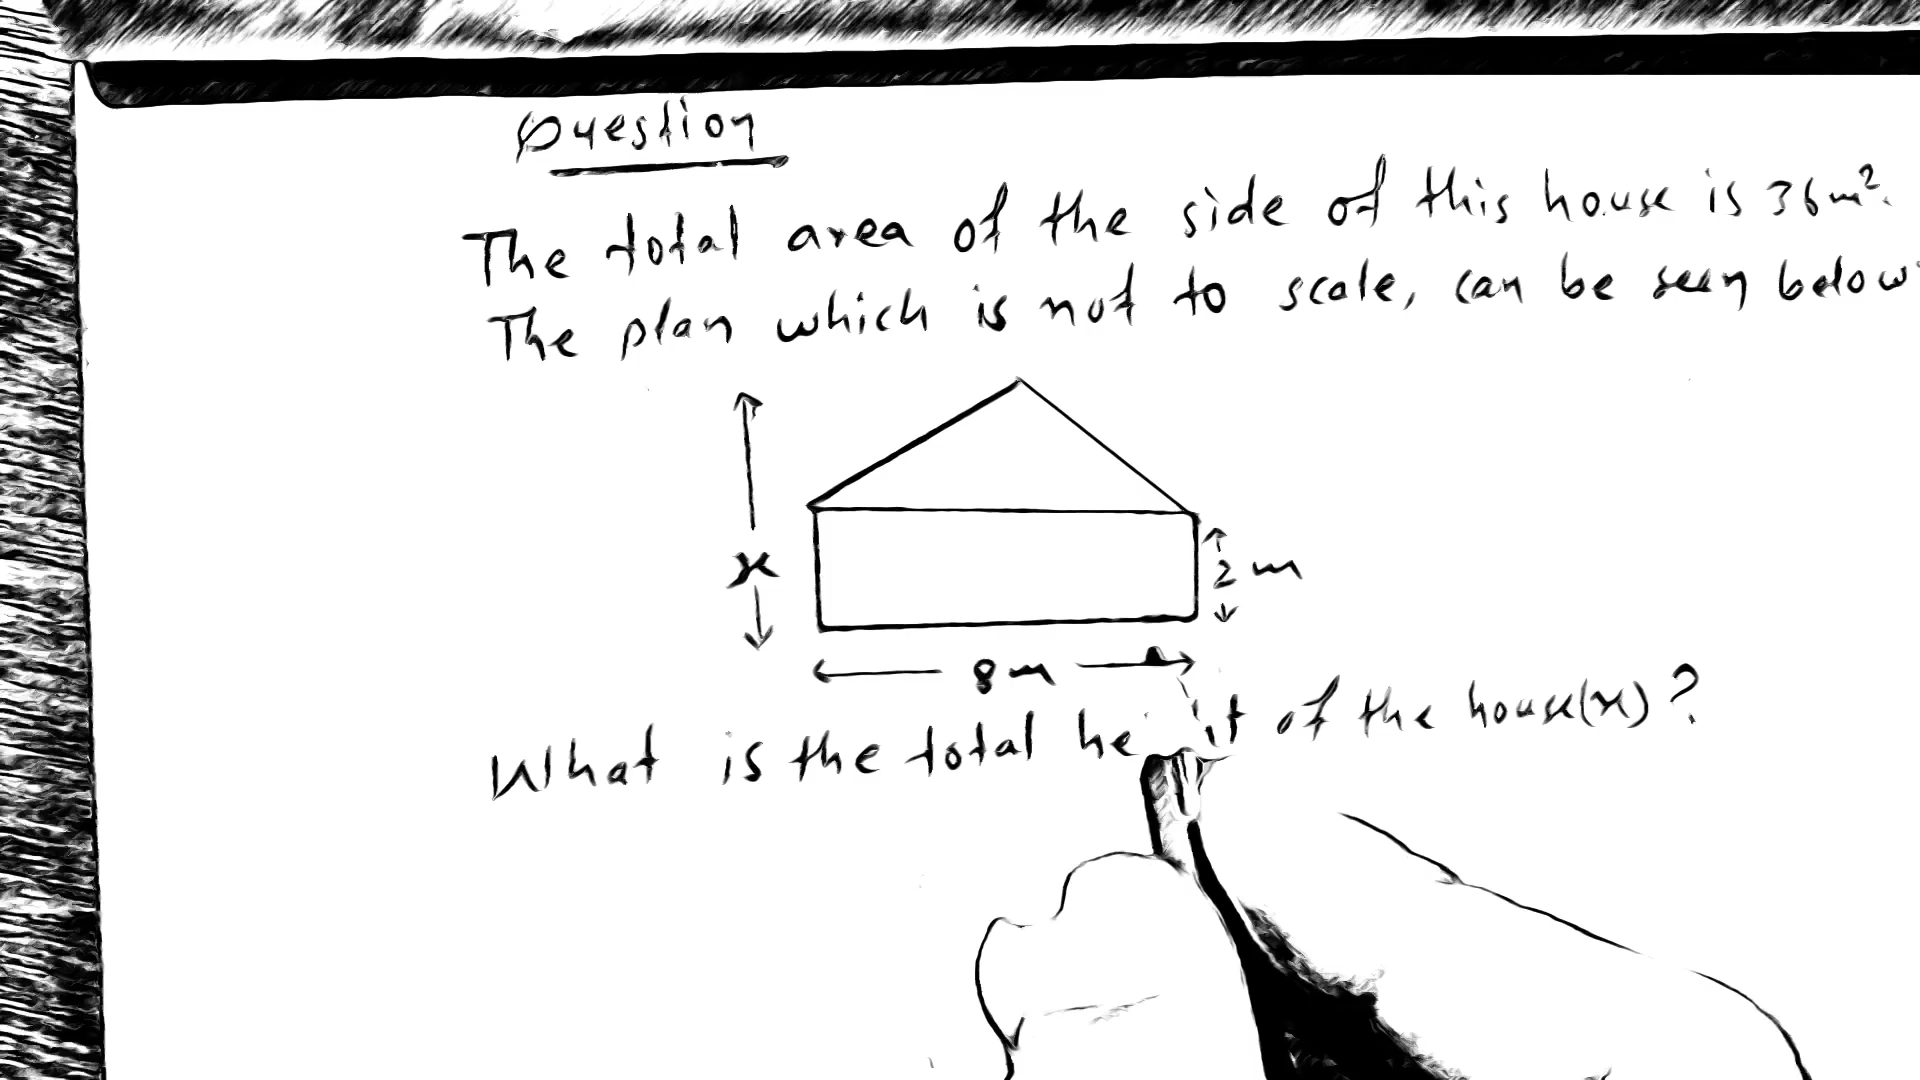 Question
The total area of the side of this house is 36m².
The plan which is not to scale, can be seen below
x
2m
8m
What is the total of the house(x)?